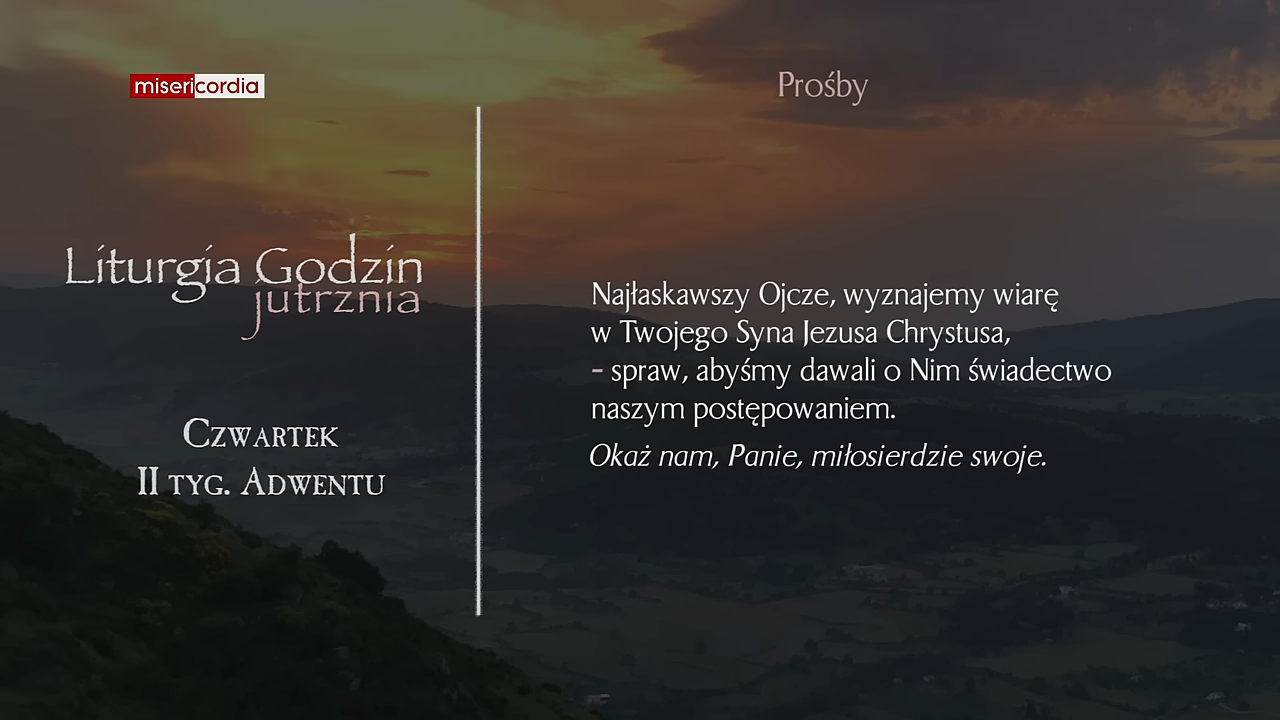 misericordia
Prośby
Liturgia Godzin
jutrznia
Czwartek
II tyg. Adwentu
Najłaskawszy Ojcze, wyznajemy wiarę
w Twojego Syna Jezusa Chrystusa,
- spraw, abyśmy dawali o Nim świadectwo
naszym postępowaniem.
Okaż nam, Panie, miłosierdzie swoje.